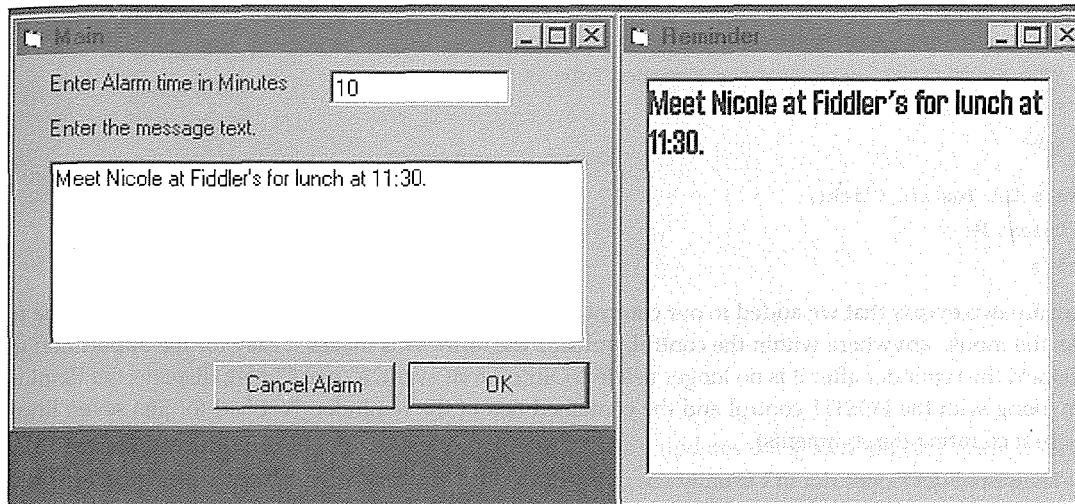 Main
Enter Alarm time in Minutes
10
Enter the message text.
Meet Nicole at Fiddler's for lunch at 11:30.
Cancel Alarm
OK
Reminder
Meet Nicole at Fiddler's for lunch at
11:30.